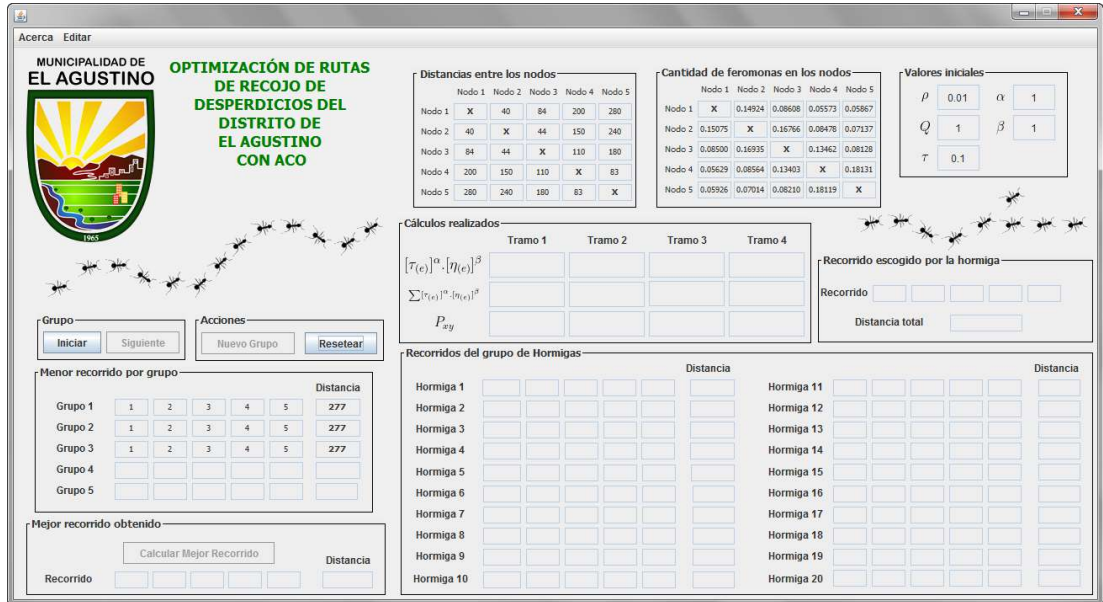 Acerca Editar
MUNICIPALIDAD DE
EL AGUSTINO
1965
OPTIMIZACIÓN DE RUTAS
DE RECOJO DE
DESPERDICIOS DEL
DISTRITO DE
EL AGUSTINO
CON ACO
Distancias entre los nodos
Nodo 1 Nodo 2 Nodo 3 Nodo 4 Nodo 5
Nodo 1 X 40 84 200 280
Nodo 2 40 X 44 150 240
Nodo 3 84 44 X 110 180
Nodo 4 200 150 110 X 83
Nodo 5 280 240 180 83 X
Cantidad de feromonas en los nodos
Nodo 1 Nodo 2 Nodo 3 Nodo 4 Nodo 5
Nodo 1 X 0.14924 0.08608 0.05573 0.05867
Nodo 2 0.15075 X 0.16766 0.08478 0.07137
Nodo 3 0.08500 0.16935 X 0.13462 0.08128
Nodo 4 0.05629 0.08564 0.13403 X 0.18131
Nodo 5 0.05926 0.07014 0.08210 0.18119 X
Valores iniciales
ρ 0.01 α 1
Q 1 β 1
τ 0.1
Cálculos realizados
Tramo 1 Tramo 2 Tramo 3 Tramo 4
[τ(e)]^α.[η(e)]^β
∑[τ(e)]^α.[η(e)]^β
P_xy
Recorrido escogido por la hormiga
Recorrido
Distancia total
Grupo
Iniciar Siguiente
Acciones
Nuevo Grupo Resetear
Menor recorrido por grupo
Distancia
Grupo 1 1 2 3 4 5 277
Grupo 2 1 2 3 4 5 277
Grupo 3 1 2 3 4 5 277
Grupo 4
Grupo 5
Mejor recorrido obtenido
Calcular Mejor Recorrido
Distancia
Recorrido
Recorridos del grupo de Hormigas
Distancia Distancia
Hormiga 1 Hormiga 11
Hormiga 2 Hormiga 12
Hormiga 3 Hormiga 13
Hormiga 4 Hormiga 14
Hormiga 5 Hormiga 15
Hormiga 6 Hormiga 16
Hormiga 7 Hormiga 17
Hormiga 8 Hormiga 18
Hormiga 9 Hormiga 19
Hormiga 10 Hormiga 20